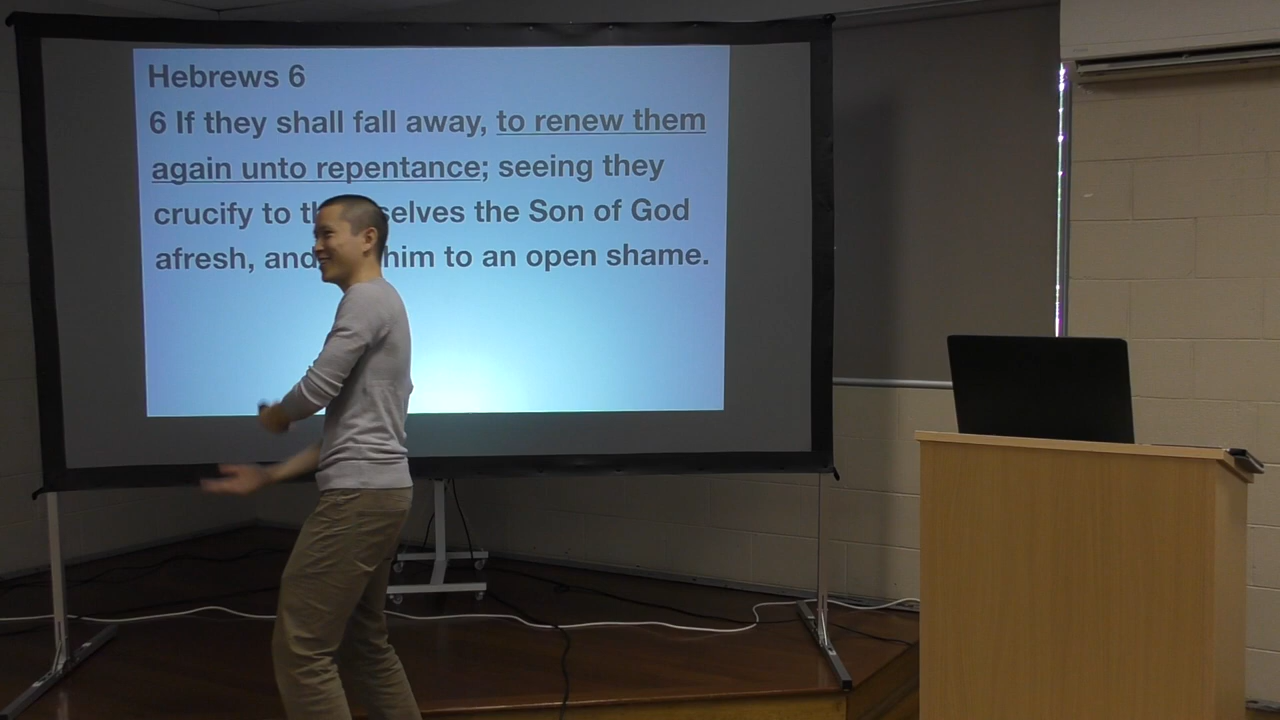 Hebrews 6
6 If they shall fall away, to renew them
again unto repentance; seeing they
crucify to th selves the Son of God
afresh, and him to an open shame.